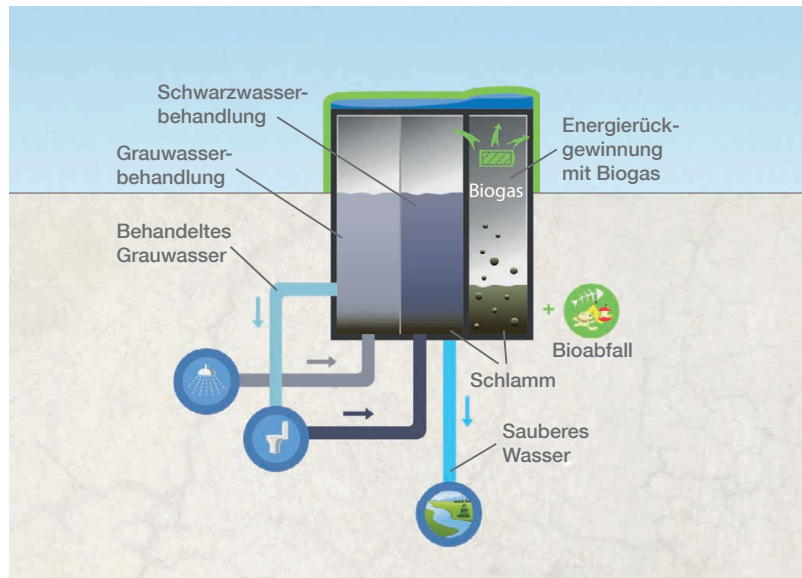 Schwarzwasser-
behandlung
Grauwasser-
behandlung
Energierück-
gewinnung
mit Biogas
Biogas
Behandeltes
Grauwasser
+
Bioabfall
Schlamm
Sauberes
Wasser